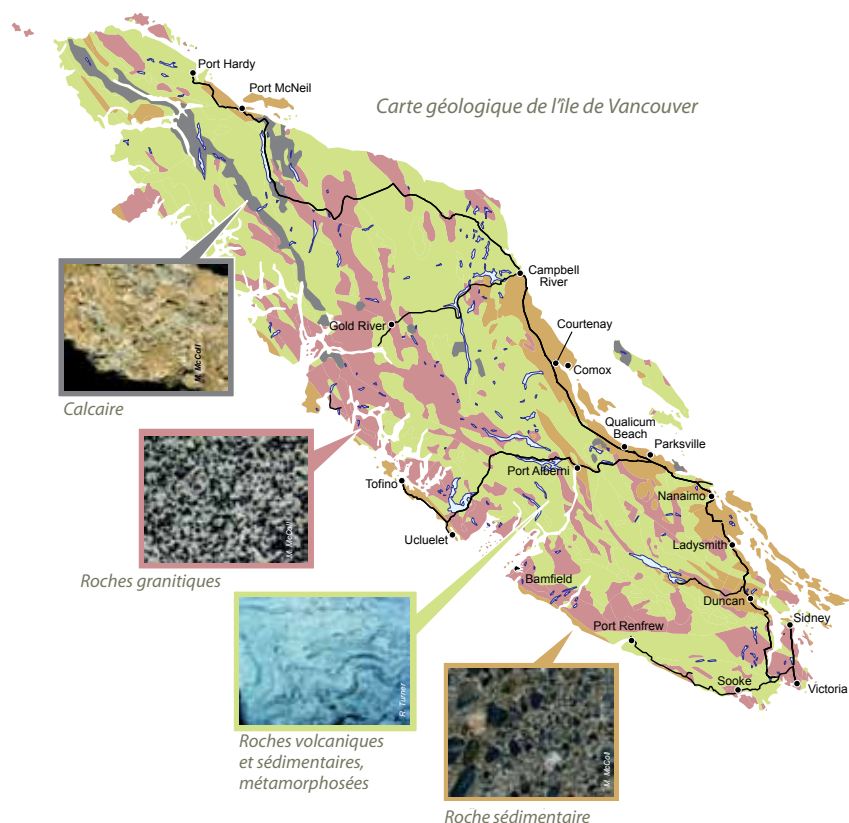 Port Hardy
Port McNeil
Carte géologique de l'île de Vancouver
Campbell
River
Courtenay
Gold River
Comox
M. McColl
Calcaire
Qualicum
Beach
Parksville
Port Alberni
Tofino
Nanaimo
M. McColl
Ucluelet
Ladysmith
Roches granitiques
Bamfield
Duncan
Sidney
Port Renfrew
Sooke
Victoria
R. Turner
Roches volcaniques
et sédimentaires,
métamorphosées
M. McColl
Roche sédimentaire